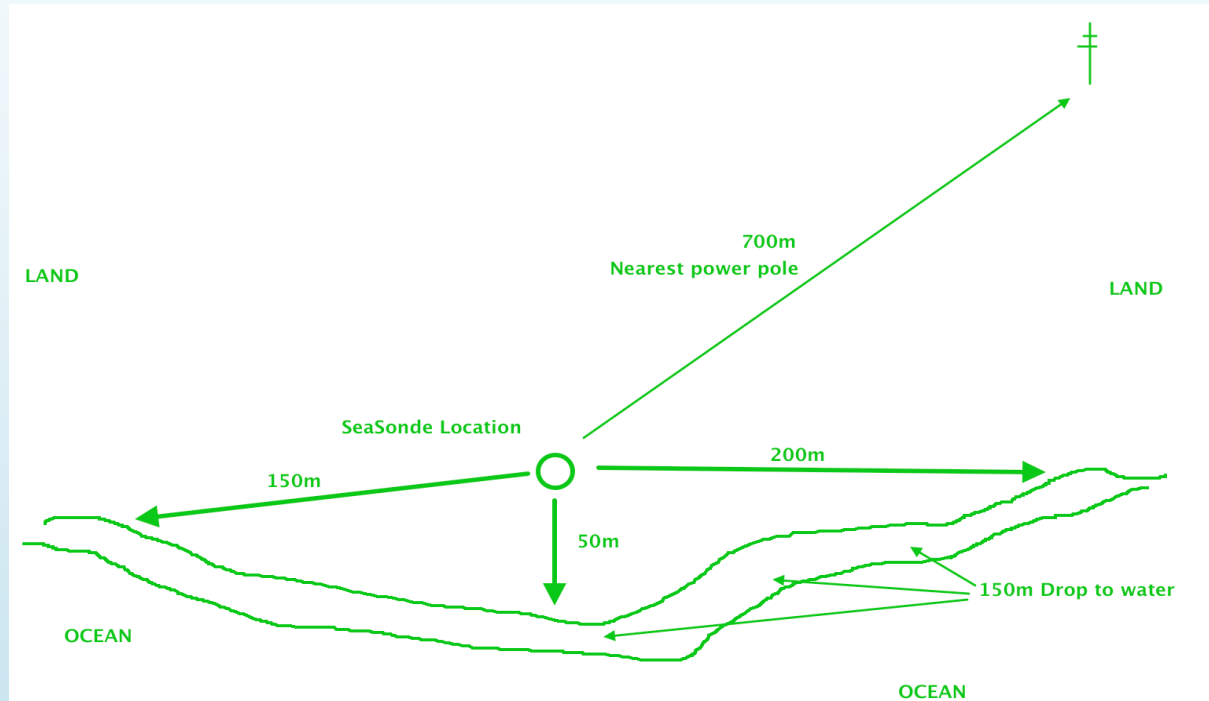 700m
Nearest power pole
LAND
LAND
SeaSonde Location
200m
150m
50m
150m Drop to water
OCEAN
OCEAN